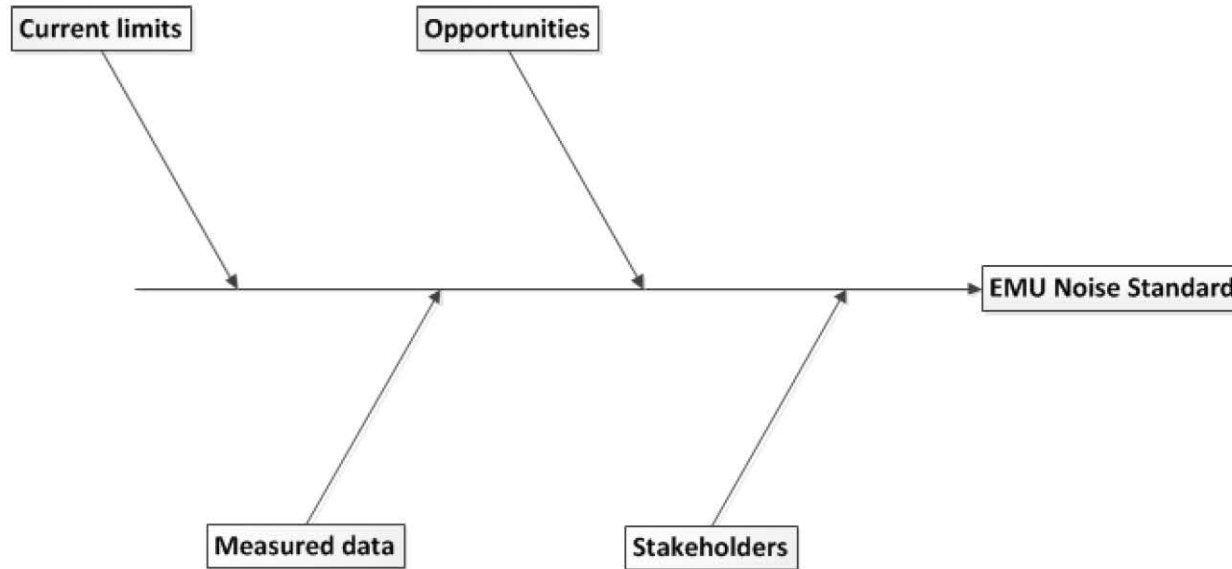 Current limits
Opportunities
EMU Noise Standard
Measured data
Stakeholders